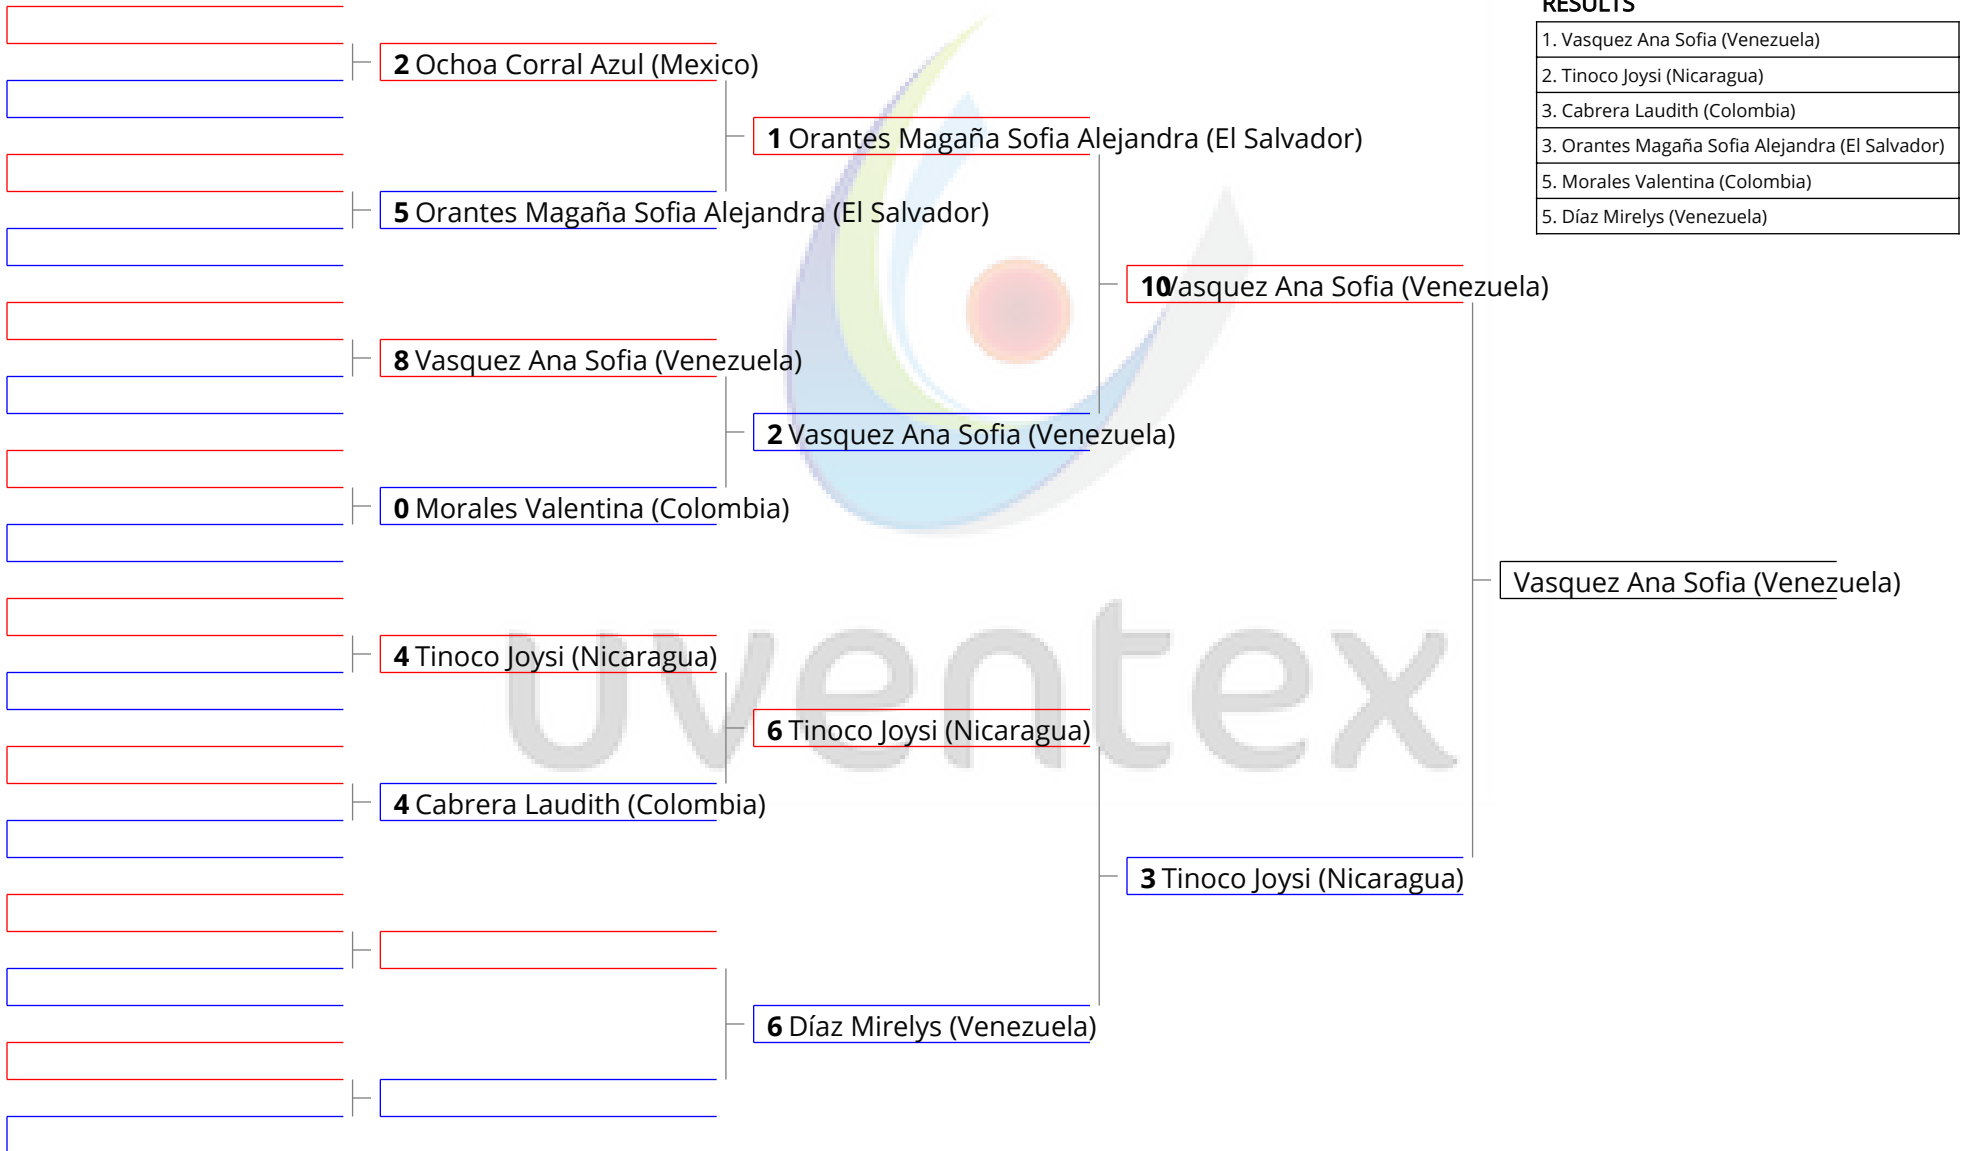 RESULTS
1. Vasquez Ana Sofia (Venezuela)
2. Tinoco Joysi (Nicaragua)
3. Cabrera Laudith (Colombia)
3. Orantes Magaña Sofia Alejandra (El Salvador)
5. Morales Valentina (Colombia)
5. Díaz Mirelys (Venezuela)
2 Ochoa Corral Azul (Mexico)
1 Orantes Magaña Sofia Alejandra (El Salvador)
5 Orantes Magaña Sofia Alejandra (El Salvador)
10 Vasquez Ana Sofia (Venezuela)
8 Vasquez Ana Sofia (Venezuela)
2 Vasquez Ana Sofia (Venezuela)
0 Morales Valentina (Colombia)
Vasquez Ana Sofia (Venezuela)
4 Tinoco Joysi (Nicaragua)
uventex
6 Tinoco Joysi (Nicaragua)
4 Cabrera Laudith (Colombia)
3 Tinoco Joysi (Nicaragua)
6 Díaz Mirelys (Venezuela)